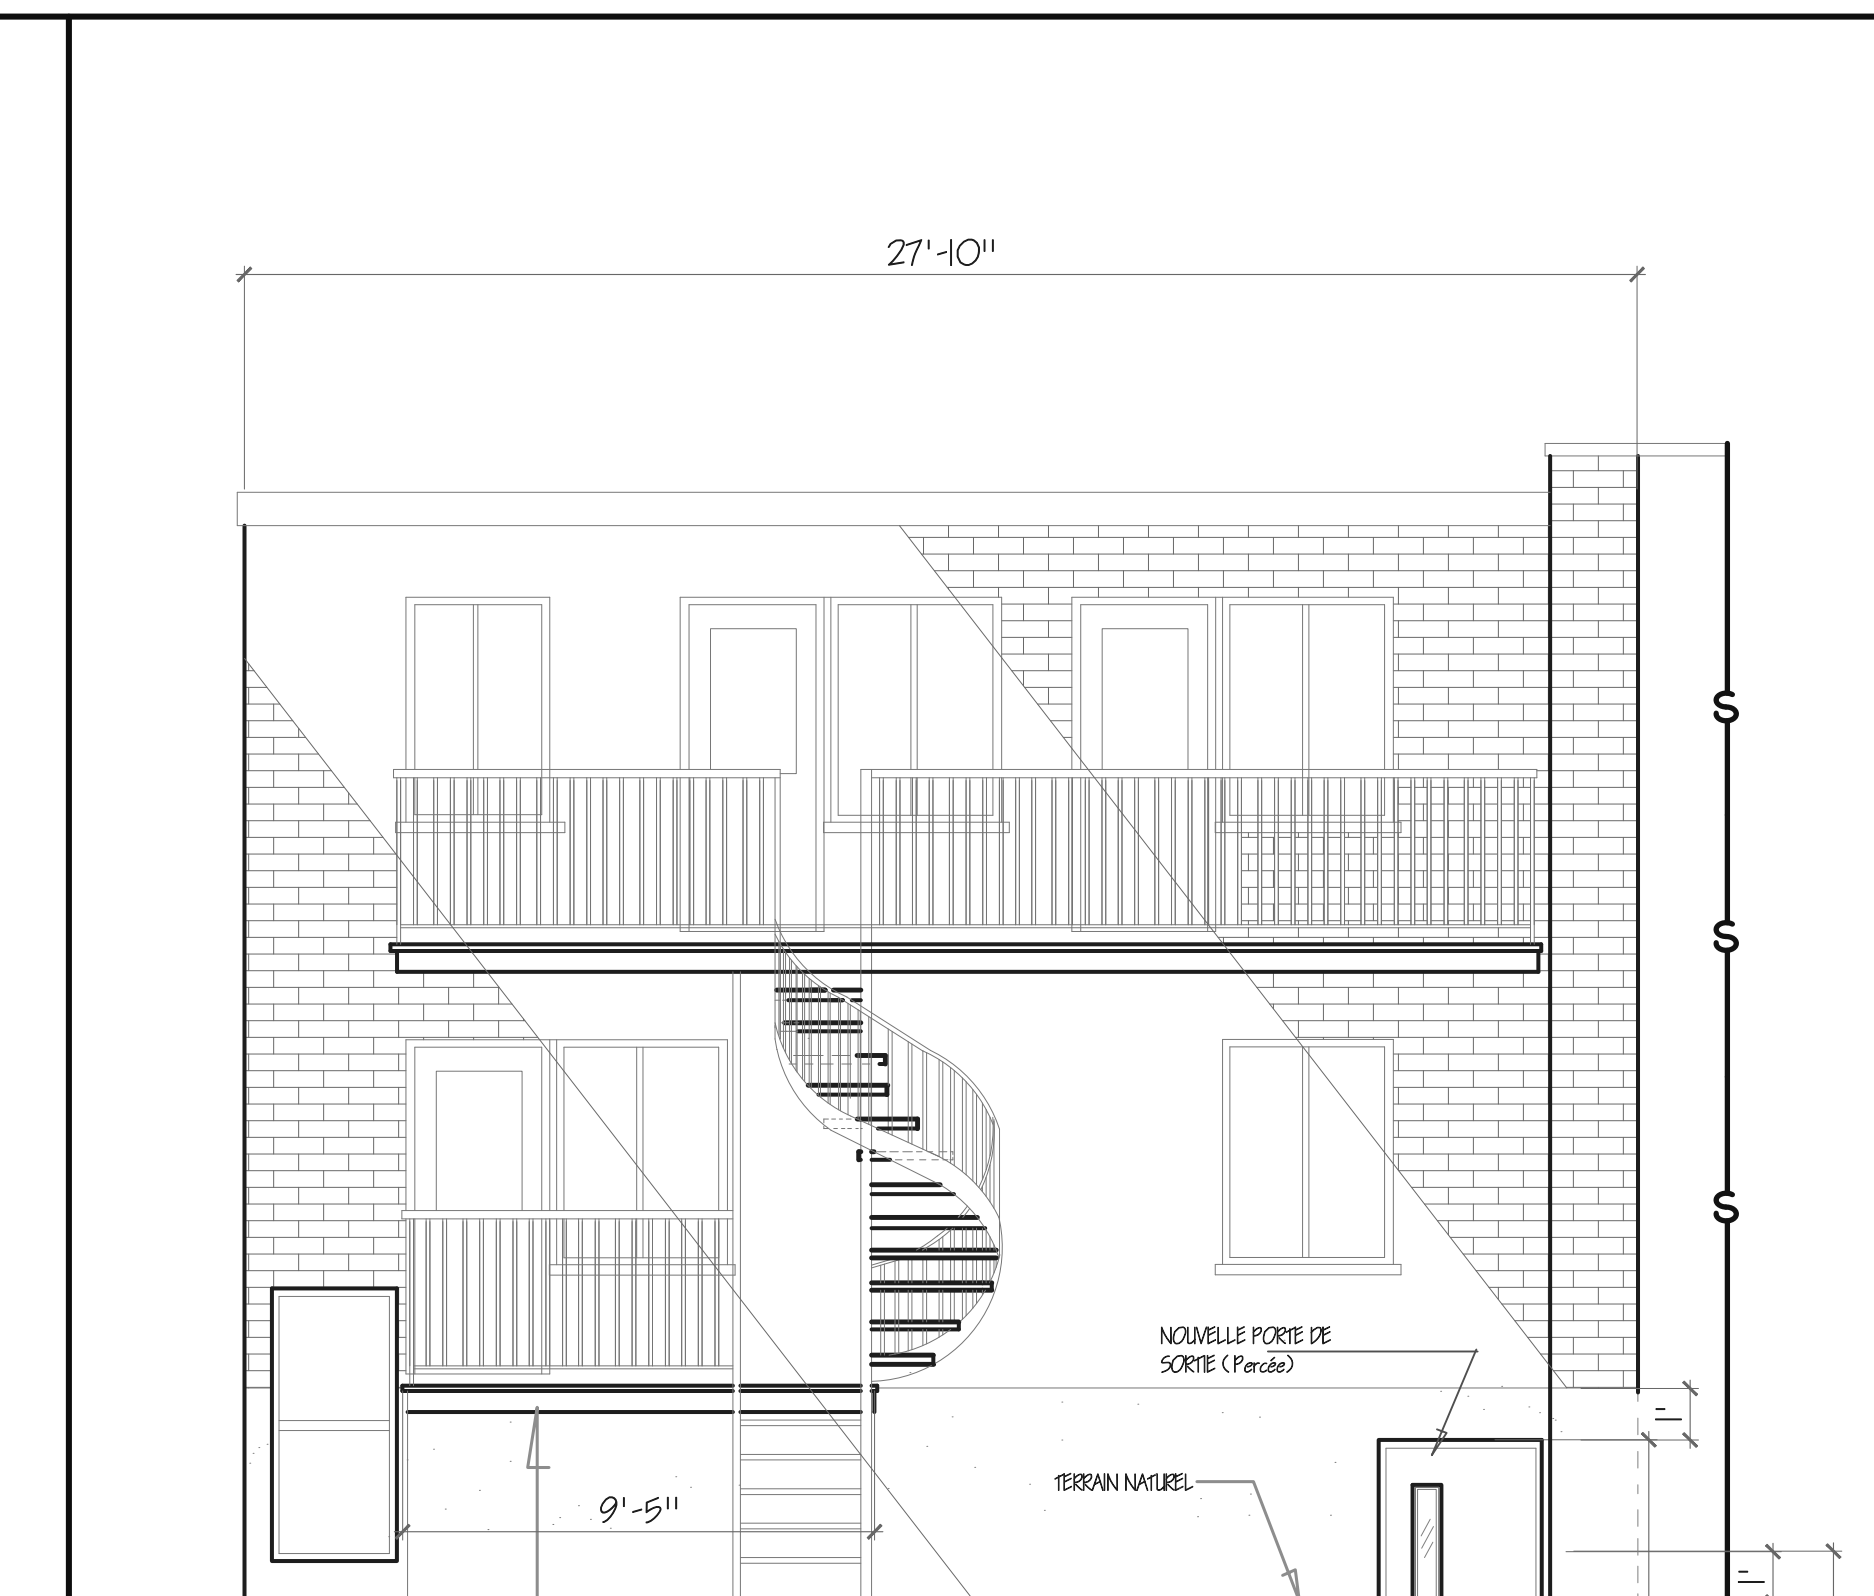 27'-10"
S
S
S
NOUVELLE PORTE DE
SORTIE (Percée)
TERRAIN NATUREL
9'-5"